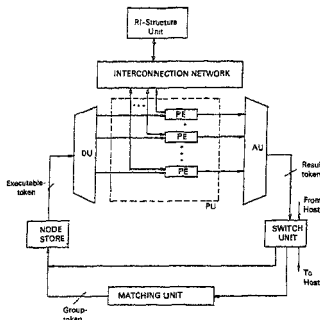 RI-Structure
Unit
INTERCONNECTION NETWORK
PE
PE
PE
DU
AU
PU
Executable-
token
Result
token
From
Host
NODE
STORE
SWITCH
UNIT
To
Host
MATCHING UNIT
Group-
token